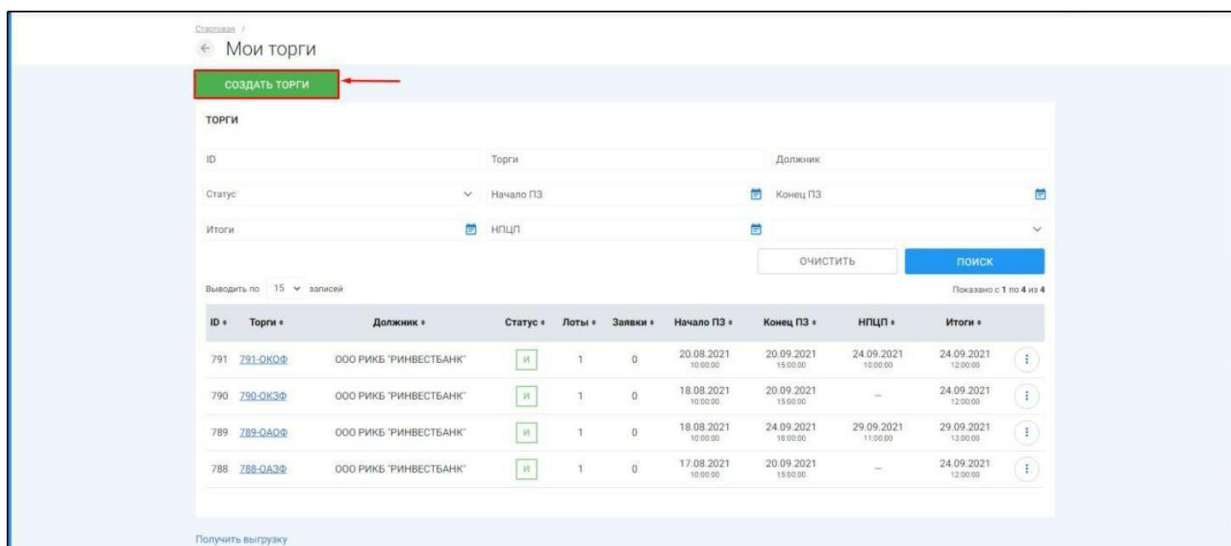 Стартовая /
Мои торги
СОЗДАТЬ ТОРГИ
ТОРГИ
ID Торги Должник
Статус Начало ПЗ Конец ПЗ
Итоги НПЦП
ОЧИСТИТЬ ПОИСК
Выводить по 15 записей Показано с 1 по 4 из 4
ID Торги Должник Статус Лоты Заявки Начало ПЗ Конец ПЗ НПЦП Итоги
791 791-ОКОФ ООО РИКБ "РИНВЕСТБАНК" И 1 0 20.08.2021 20.09.2021 24.09.2021 24.09.2021
10:00:00 15:00:00 10:00:00 12:00:00
790 790-ОКЗФ ООО РИКБ "РИНВЕСТБАНК" И 1 0 18.08.2021 20.09.2021 — 24.09.2021
10:00:00 15:00:00 12:00:00
789 789-ОАОФ ООО РИКБ "РИНВЕСТБАНК" И 1 0 18.08.2021 24.09.2021 29.09.2021 29.09.2021
10:00:00 18:00:00 11:00:00 13:00:00
788 788-ОАЗФ ООО РИКБ "РИНВЕСТБАНК" И 1 0 17.08.2021 20.09.2021 — 24.09.2021
10:00:00 15:00:00 12:00:00
Получить выгрузку